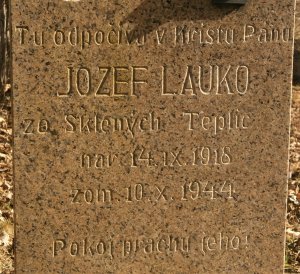 Tu odpočíva v Kristu Pánu
JOZEF LAUKO
zo Sklených Teplíc
nar. 14.IX.1918
zom. 10.X.1944
Pokoj prachu jeho!